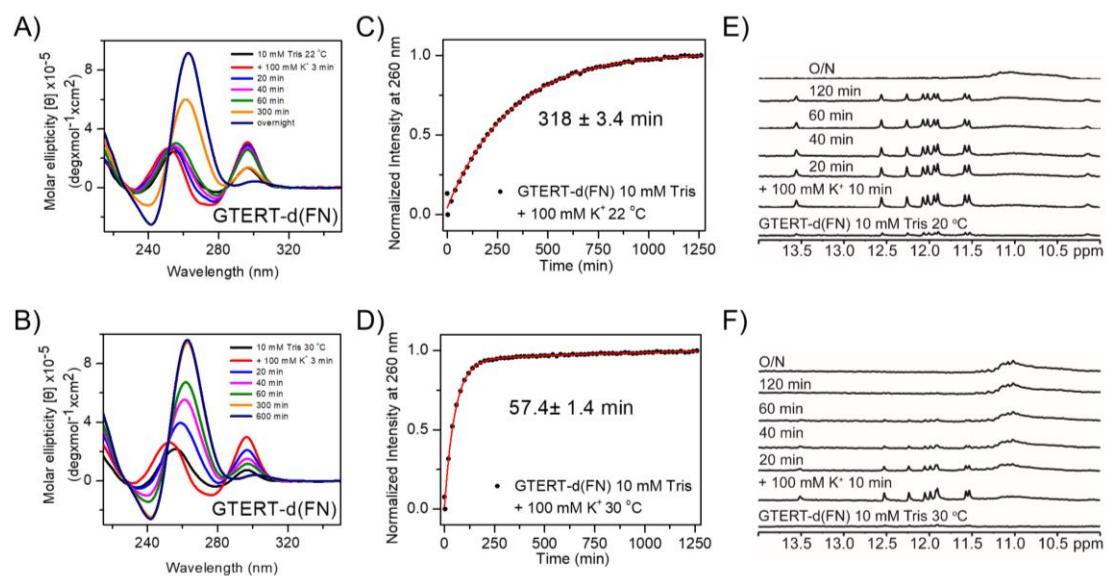 A)
Molar ellipticity [θ] x10⁻⁵
(degxmol⁻¹xcm²)
9
6
3
0
10 mM Tris 22 °C
+ 100 mM K⁺ 3 min
20 min
40 min
60 min
300 min
overnight
GTERT-d(FN)
240 280 320
Wavelength (nm)
C)
Normalized Intensity at 260 nm
1.0
0.5
0.0
318 ± 3.4 min
GTERT-d(FN) 10 mM Tris
+ 100 mM K⁺ 22 °C
0 250 500 750 1000 1250
Time (min)
E)
O/N
120 min
60 min
40 min
20 min
+ 100 mM K⁺ 10 min
GTERT-d(FN) 10 mM Tris 20 °C
13.5 13.0 12.5 12.0 11.5 11.0 10.5 ppm
B)
Molar ellipticity [θ] x10⁻⁵
(degxmol⁻¹xcm²)
9
6
3
0
10 mM Tris 30 °C
+ 100 mM K⁺ 3 min
20 min
40 min
60 min
300 min
600 min
GTERT-d(FN)
240 280 320
Wavelength (nm)
D)
Normalized Intensity at 260 nm
1.0
0.5
0.0
57.4± 1.4 min
GTERT-d(FN) 10 mM Tris
+ 100 mM K⁺ 30 °C
0 250 500 750 1000 1250
Time (min)
F)
O/N
120 min
60 min
40 min
20 min
+ 100 mM K⁺ 10 min
GTERT-d(FN) 10 mM Tris 30 °C
13.5 13.0 12.5 12.0 11.5 11.0 10.5 ppm